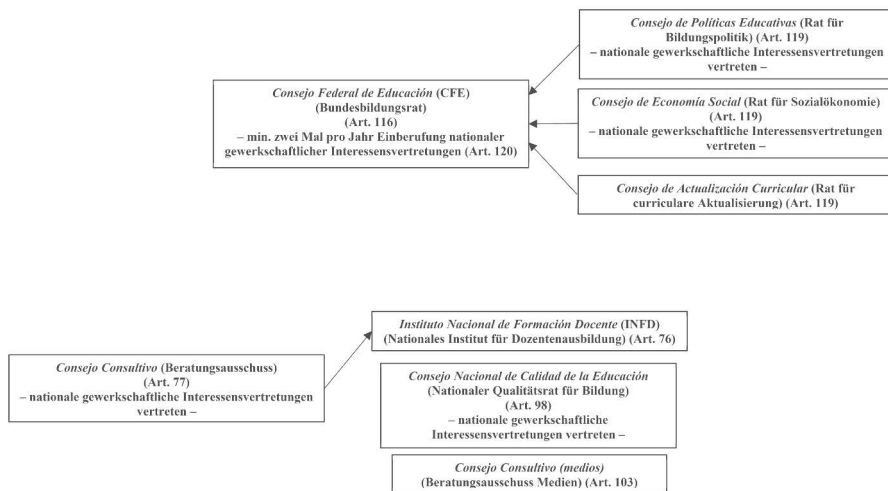 Consejo de Políticas Educativas (Rat für
Bildungspolitik) (Art. 119)
– nationale gewerkschaftliche Interessensvertretungen
vertreten –
Consejo Federal de Educación (CFE)
(Bundesbildungsrat)
(Art. 116)
– min. zwei Mal pro Jahr Einberufung nationaler
gewerkschaftlicher Interessensvertretungen (Art. 120)
Consejo de Economía Social (Rat für Sozialökonomie)
(Art. 119)
– nationale gewerkschaftliche Interessensvertretungen
vertreten –
Consejo de Actualización Curricular (Rat für
curriculare Aktualisierung) (Art. 119)
Instituto Nacional de Formación Docente (INFD)
(Nationales Institut für Dozentenausbildung) (Art. 76)
Consejo Consultivo (Beratungsausschuss)
(Art. 77)
– nationale gewerkschaftliche Interessensvertretungen
vertreten –
Consejo Nacional de Calidad de la Educación
(Nationaler Qualitätsrat für Bildung)
(Art. 98)
– nationale gewerkschaftliche
Interessensvertretungen vertreten –
Consejo Consultivo (medios)
(Beratungsausschuss Medien) (Art. 103)